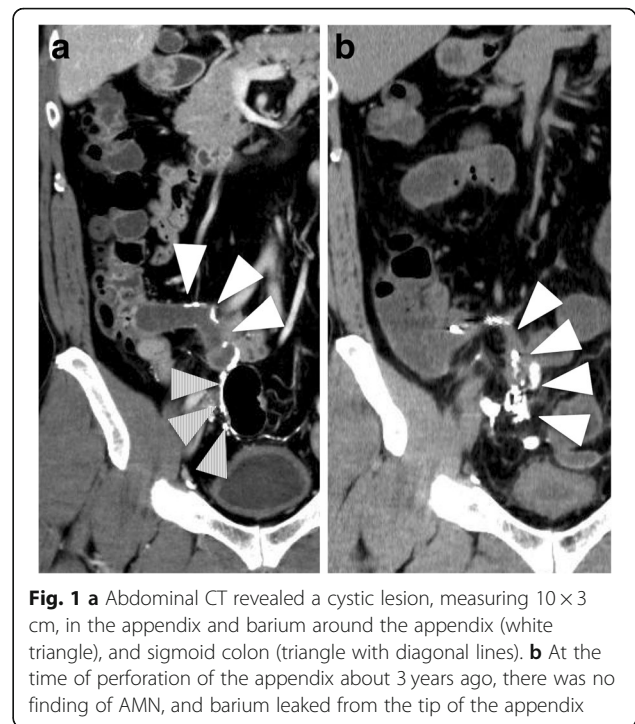 a
b
Fig. 1 a Abdominal CT revealed a cystic lesion, measuring 10 × 3
cm, in the appendix and barium around the appendix (white
triangle), and sigmoid colon (triangle with diagonal lines). b At the
time of perforation of the appendix about 3 years ago, there was no
finding of AMN, and barium leaked from the tip of the appendix